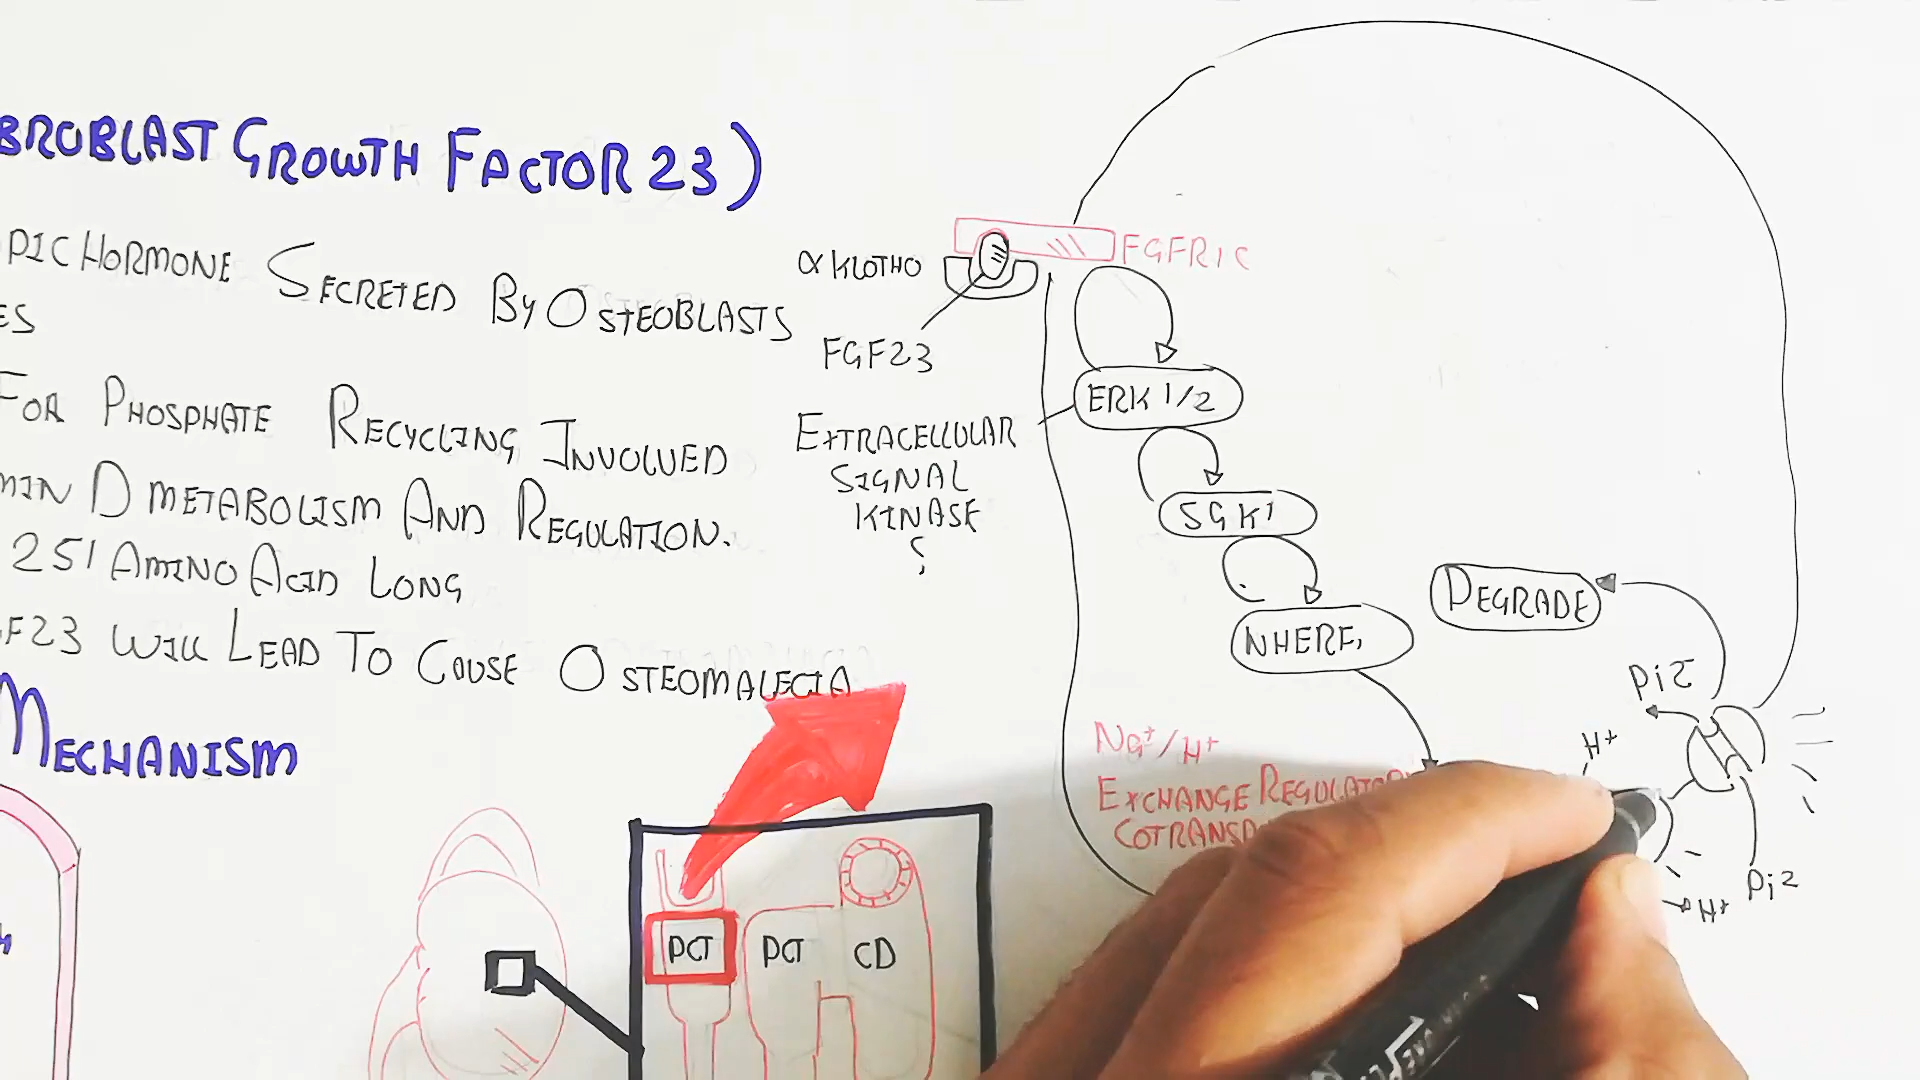 BROBLAST GROWTH FACTOR 23)
PIC HORMONE SECRETED BY OSTEOBLASTS
ES
FOR PHOSPHATE RECYCLING INVOLVED
MIN D METABOLISM AND REGULATION.
251 AMINO ACID LONG
F23 WILL LEAD TO COUSE OSTEOMALECIA
MECHANISM
α KLOTHO
FGFR1C
FGF23
ERK 1/2
EXTRACELLULAR
SIGNAL
KINASE
SGK1
NHERF1
DEGRADE
Na+/H+
EXCHANGE REGULATOR
COTRANSP
H+
Pi2
Pi2
H+
PCT
PCT
CD